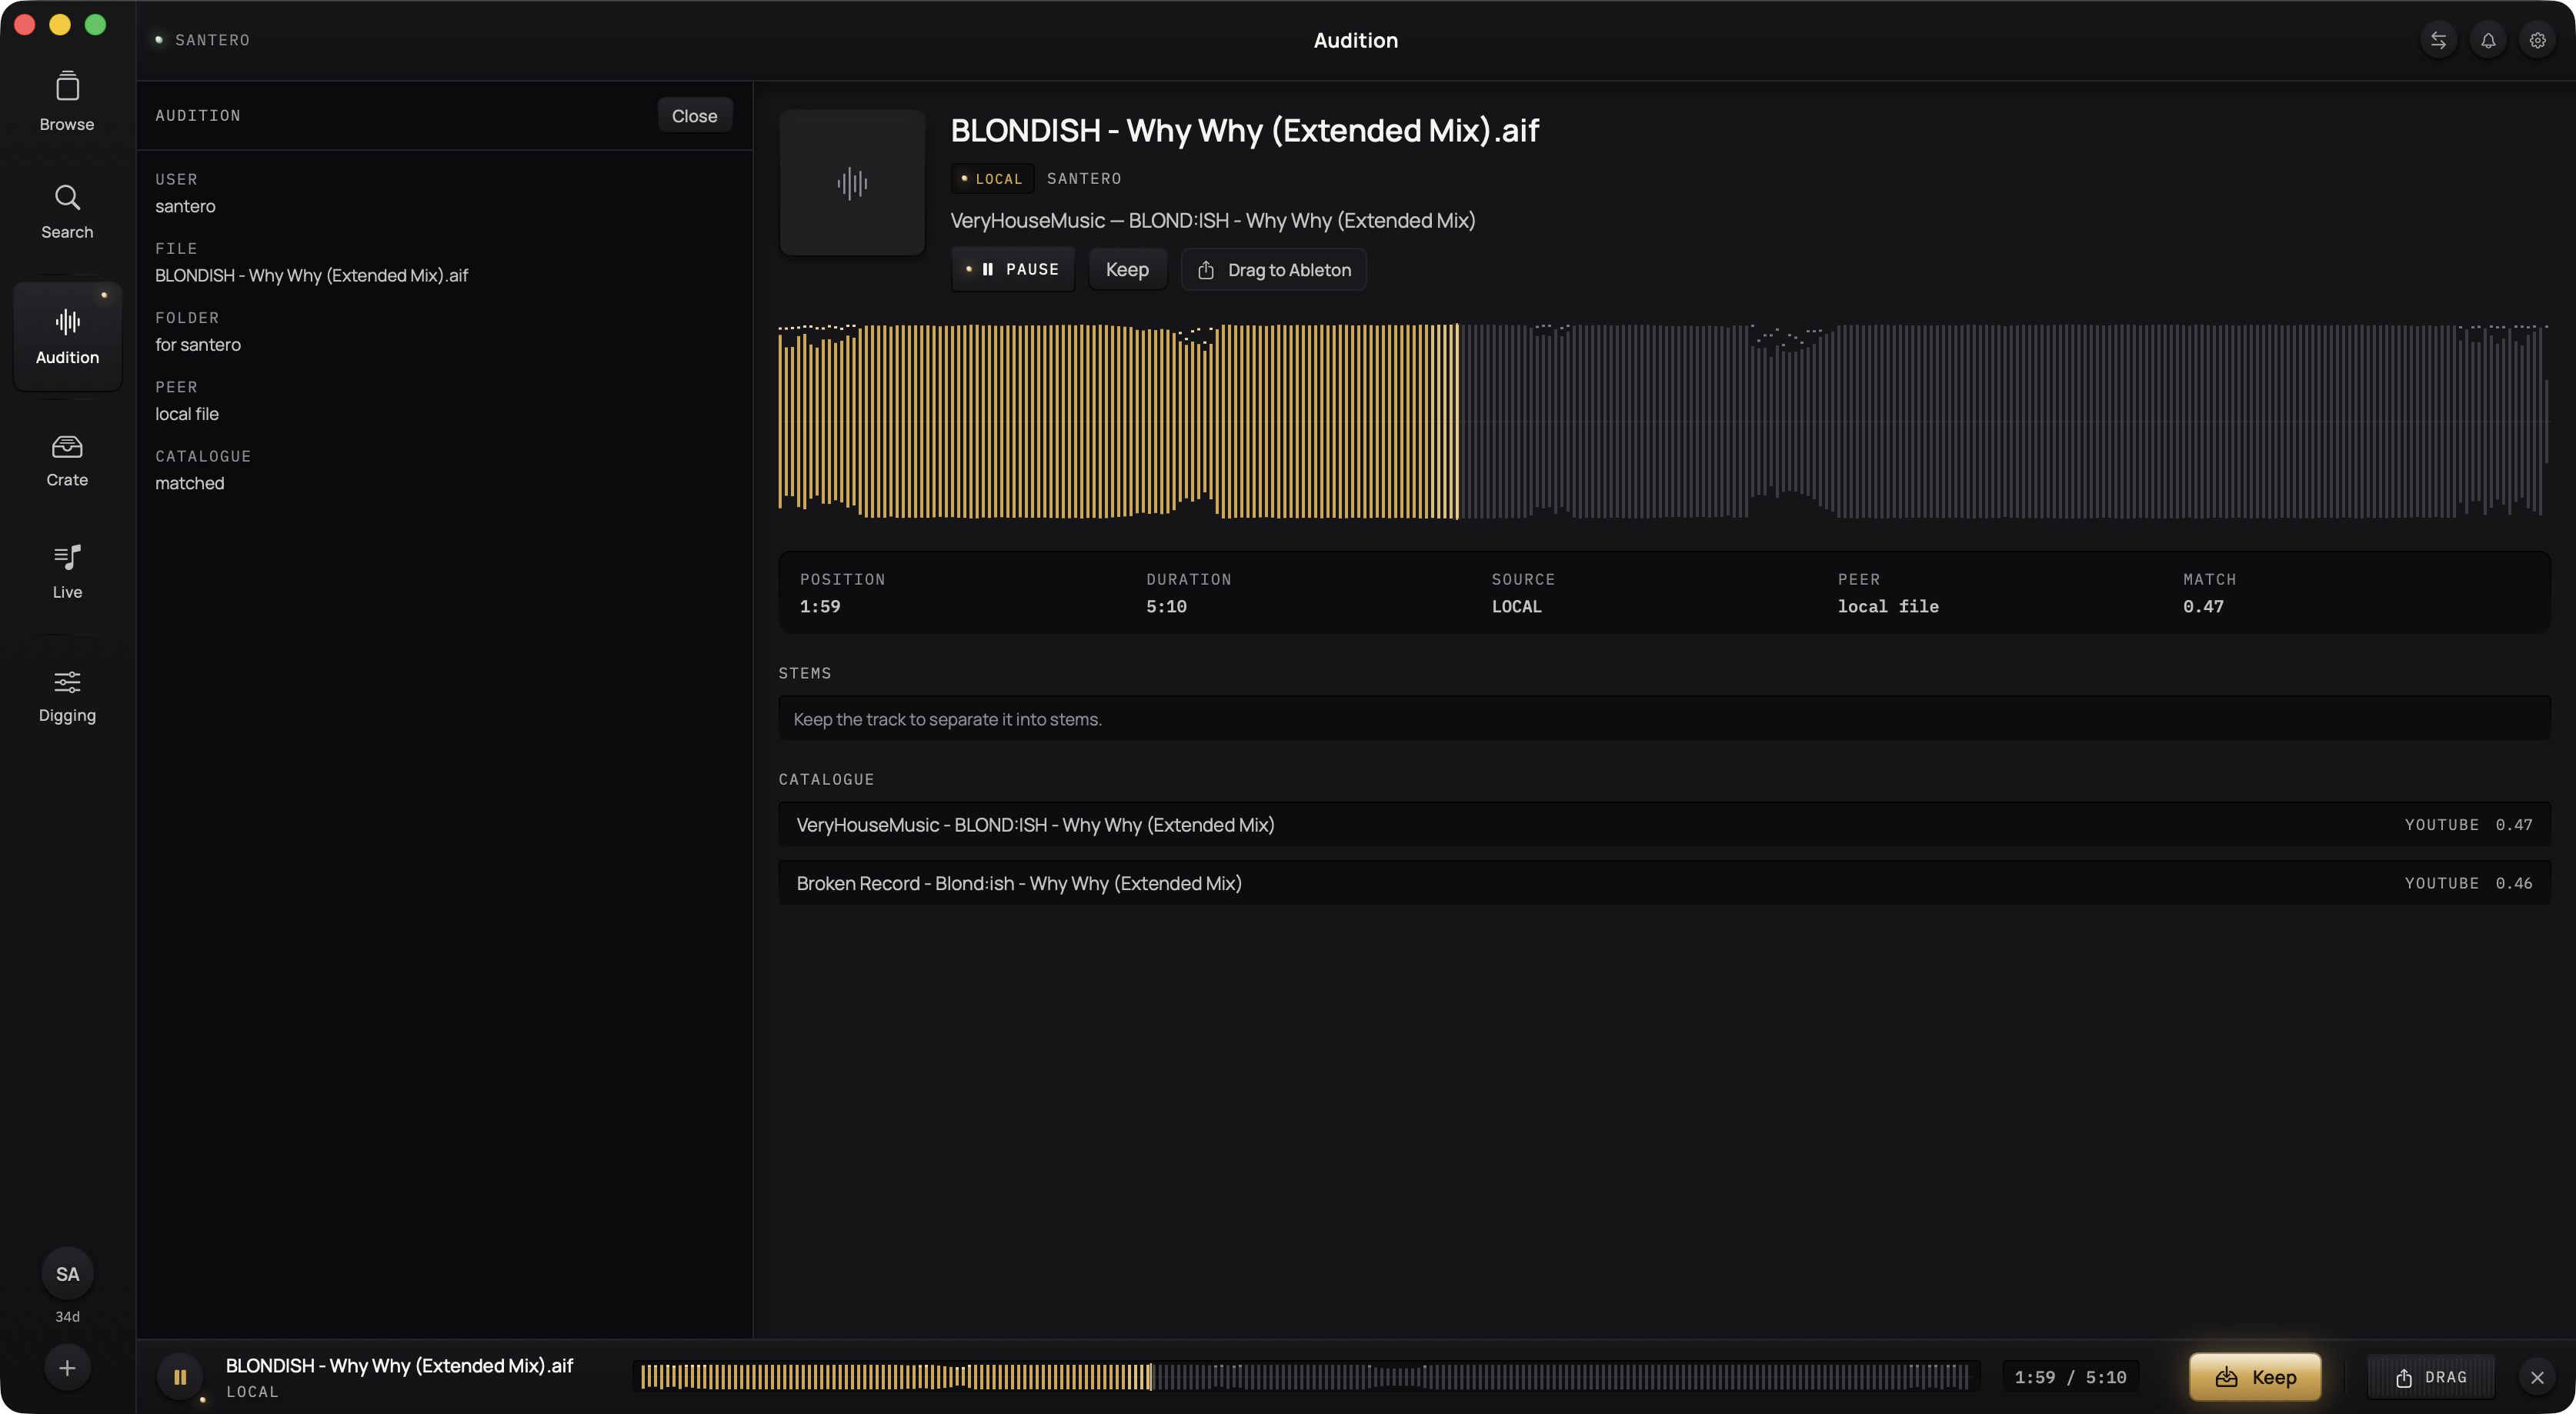 SANTERO
Audition
Browse
Search
Audition
Crate
Live
Digging
SA
34d
AUDITION
Close
USER
santero
FILE
BLONDISH - Why Why (Extended Mix).aif
FOLDER
for santero
PEER
local file
CATALOGUE
matched
BLONDISH - Why Why (Extended Mix).aif
LOCAL SANTERO
VeryHouseMusic — BLOND:ISH - Why Why (Extended Mix)
PAUSE Keep Drag to Ableton
POSITION DURATION SOURCE PEER MATCH
1:59 5:10 LOCAL local file 0.47
STEMS
Keep the track to separate it into stems.
CATALOGUE
VeryHouseMusic - BLOND:ISH - Why Why (Extended Mix) YOUTUBE 0.47
Broken Record - Blond:ish - Why Why (Extended Mix) YOUTUBE 0.46
BLONDISH - Why Why (Extended Mix).aif
LOCAL
1:59 / 5:10 Keep DRAG